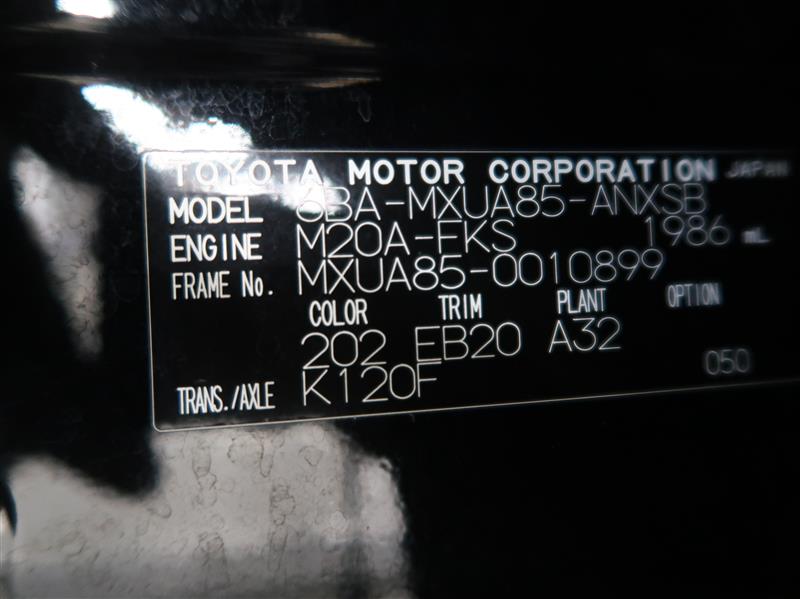 TOYOTA MOTOR CORPORATION JAPAN
MODEL 6BA-MXUA85-ANXSB
ENGINE M20A-FKS 1986 mL
FRAME No. MXUA85-0010899
COLOR TRIM PLANT OPTION
202 EB20 A32
TRANS./AXLE K120F 050